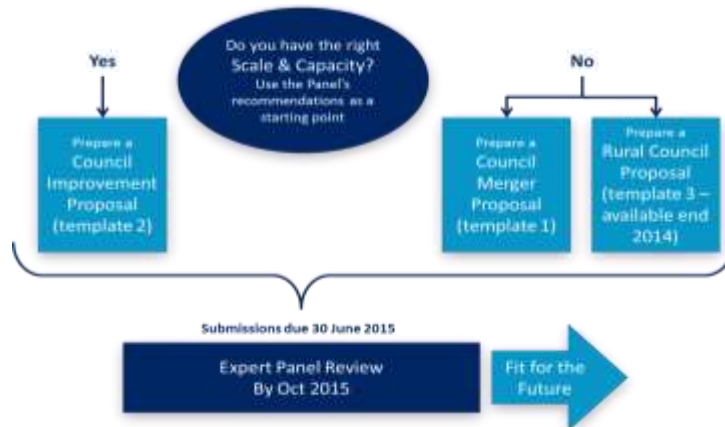 Do you have the right
Scale & Capacity?
Use the Panel's
recommendations as a
starting point
Yes
No
Prepare a
Council
Improvement
Proposal
(template 2)
Prepare a
Council
Merger
Proposal
(template 1)
Prepare a
Rural Council
Proposal
(template 3 –
available end
2014)
Submissions due 30 June 2015
Expert Panel Review
By Oct 2015
Fit for the
Future